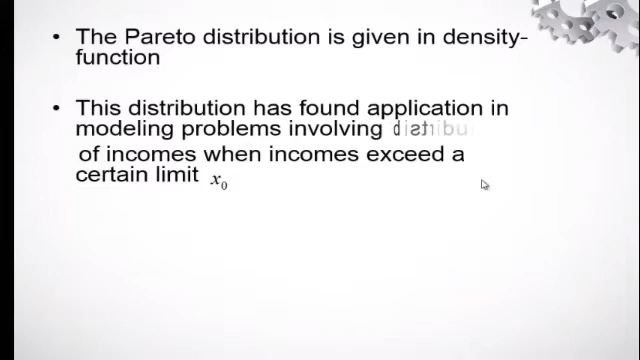 • The Pareto distribution is given in density-
function
• This distribution has found application in
modeling problems involving
of incomes when incomes exceed a
certain limit x₀